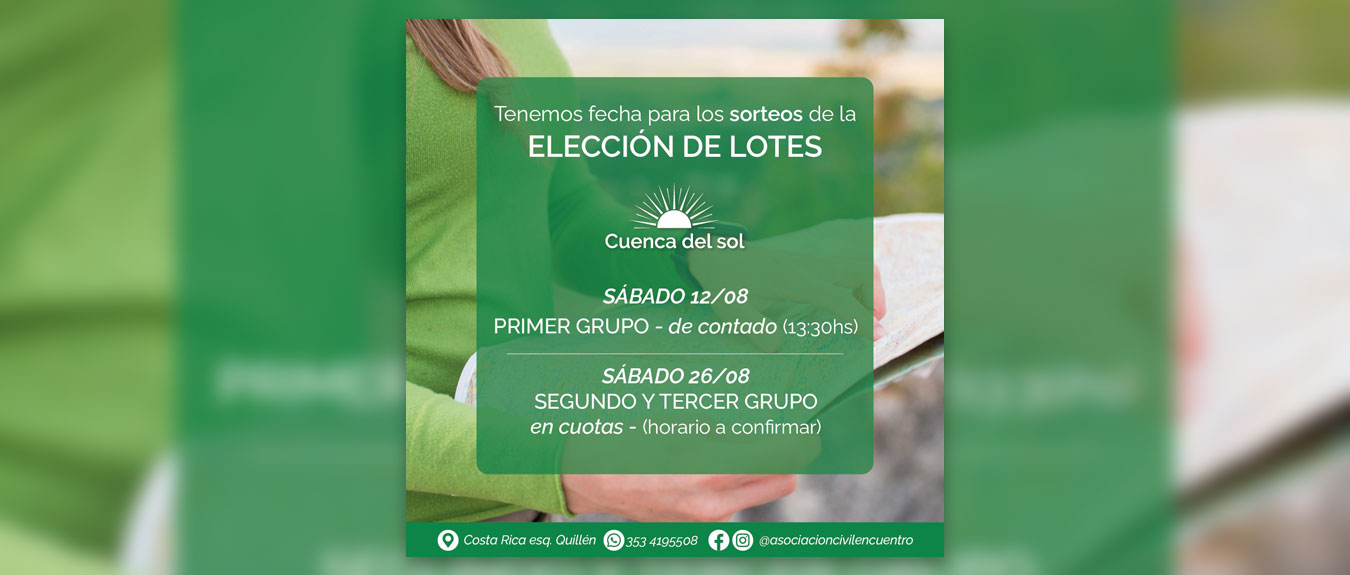 Tenemos fecha para los sorteos de la
ELECCIÓN DE LOTES
Cuenca del sol
SÁBADO 12/08
PRIMER GRUPO - de contado (13:30hs)
SÁBADO 26/08
SEGUNDO Y TERCER GRUPO
en cuotas - (horario a confirmar)
Costa Rica esq. Quillén 353 4195508 @asociacioncivilencuentro